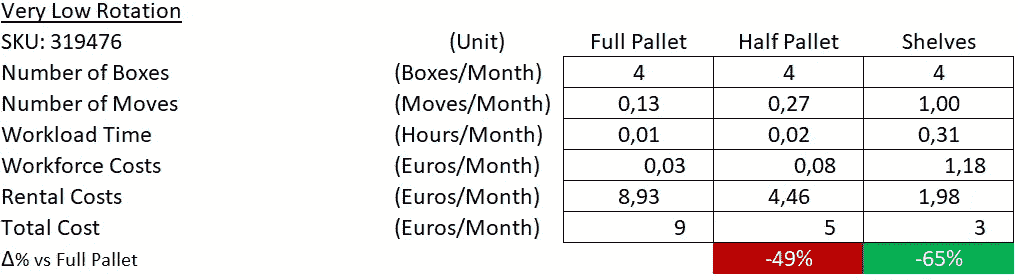 Very Low Rotation
SKU: 319476 (Unit) Full Pallet Half Pallet Shelves
Number of Boxes (Boxes/Month) 4 4 4
Number of Moves (Moves/Month) 0,13 0,27 1,00
Workload Time (Hours/Month) 0,01 0,02 0,31
Workforce Costs (Euros/Month) 0,03 0,08 1,18
Rental Costs (Euros/Month) 8,93 4,46 1,98
Total Cost (Euros/Month) 9 5 3
Δ% vs Full Pallet -49% -65%